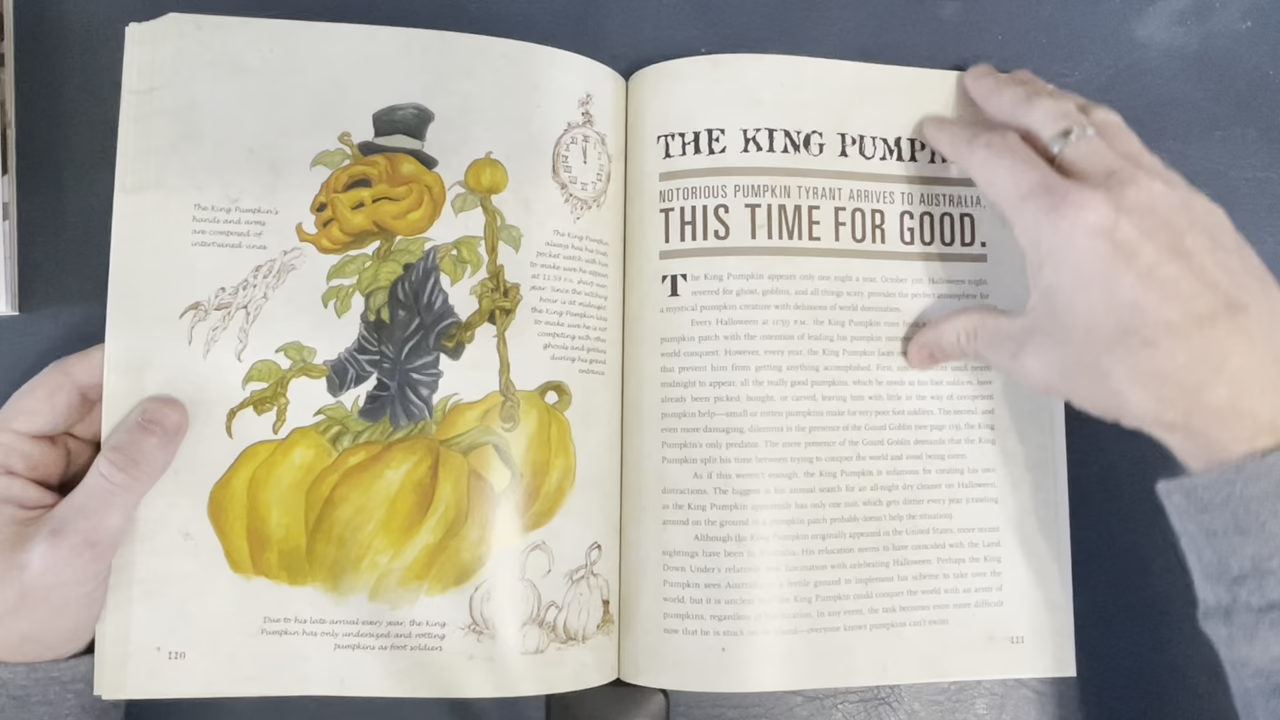 The King Pumpkin's
hands and arms
are composed of
intertwined vines
The King Pumpkin
always has his
pocket watch with him
to make sure he appears
at 11:59 P.M. sharp every
year. Since the witching
hour is at midnight,
the King Pumpkin likes
to make sure he is not
competing with other
ghouls and goblins
during his grand
entrance.
Due to his late arrival every year, the King
Pumpkin has only undersized and rotting
pumpkins as foot soldiers.
110
THE KING PUMP
NOTORIOUS PUMPKIN TYRANT ARRIVES TO AUSTRALIA,
THIS TIME FOR GOOD.
The King Pumpkin appears only one night a year, October 31st. Halloween night,
revered for ghost, goblins, and all things scary, provides the perfect atmosphere for
a mystical pumpkin creature with delusions of world domination.
Every Halloween at 11:59 P.M. the King Pumpkin rises from a
pumpkin patch with the intention of leading his pumpkin
world conquest. However, every year, the King Pumpkin faces
that prevent him from getting anything accomplished. First, until nearly
midnight to appear, all the really good pumpkins, which he needs as his foot soldiers, have
already been picked, bought, or carved, leaving him with little in the way of competent
pumpkin help—small or rotten pumpkins make for very poor foot soldiers. The second, and
even more damaging, dilemma is the presence of the Gourd Goblin (see page 113), the King
Pumpkin's only predator. The mere presence of the Gourd Goblin demands that the King
Pumpkin split his time between trying to conquer the world and avoid being eaten.
As if this weren't enough, the King Pumpkin is infamous for creating his own
distractions. The biggest is his annual search for an all-night dry cleaner on Halloween,
as the King Pumpkin apparently has only one suit, which gets dirtier every year (crawling
around on the ground in a pumpkin patch probably doesn't help the situation).
Although the King Pumpkin originally appeared in the United States, more recent
sightings have been in Australia. His relocation seems to have coincided with the Land
Down Under's fascination with celebrating Halloween. Perhaps the King
Pumpkin sees Australia as fertile ground to implement his scheme to take over the
world, but it is unclear how the King Pumpkin could conquer the world with an army of
pumpkins, regardless of his location. In any event, the task becomes even more difficult
now that he is stuck on an island—everyone knows pumpkins can't swim.
111